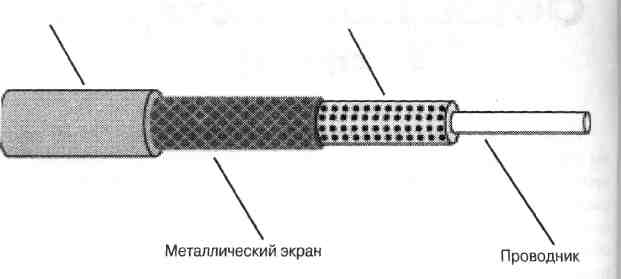 Металлический экран
Проводник